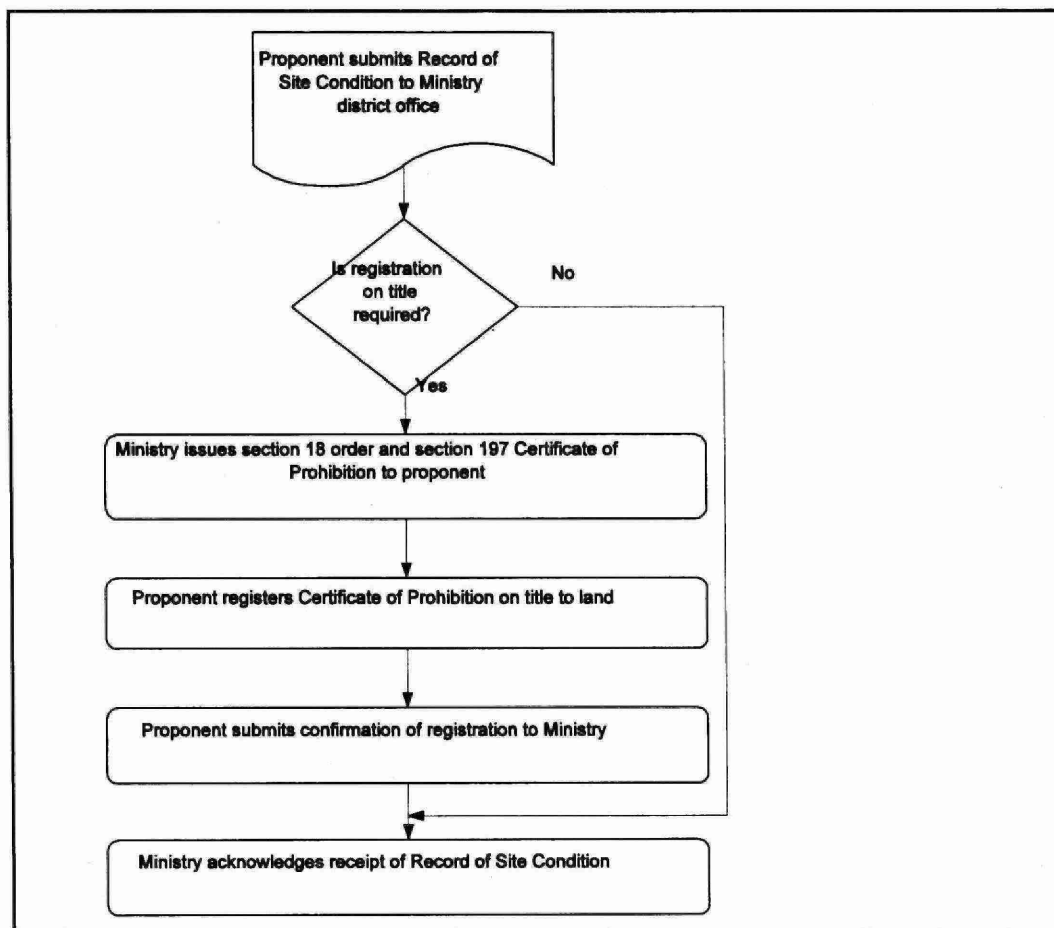 Proponent submits Record of
Site Condition to Ministry
district office
Is registration
on title
required?
No
Yes
Ministry issues section 18 order and section 197 Certificate of
Prohibition to proponent
Proponent registers Certificate of Prohibition on title to land
Proponent submits confirmation of registration to Ministry
Ministry acknowledges receipt of Record of Site Condition